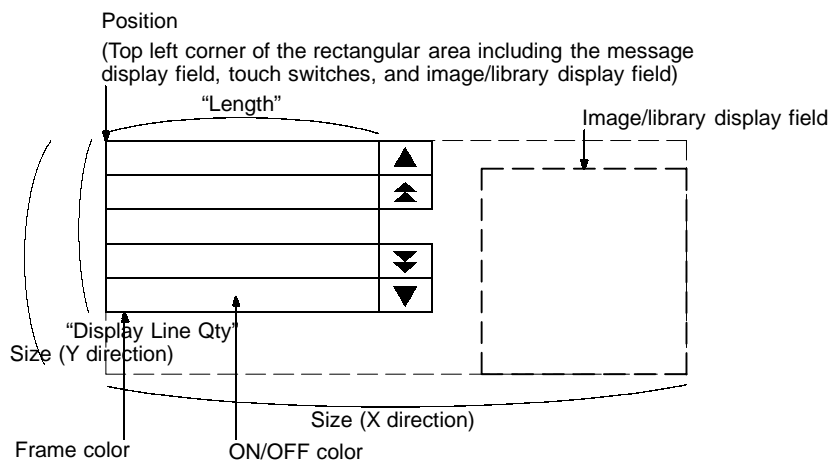 Position
(Top left corner of the rectangular area including the message
display field, touch switches, and image/library display field)
“Length”
Image/library display field
“Display Line Qty”
Size (Y direction)
Size (X direction)
Frame color
ON/OFF color